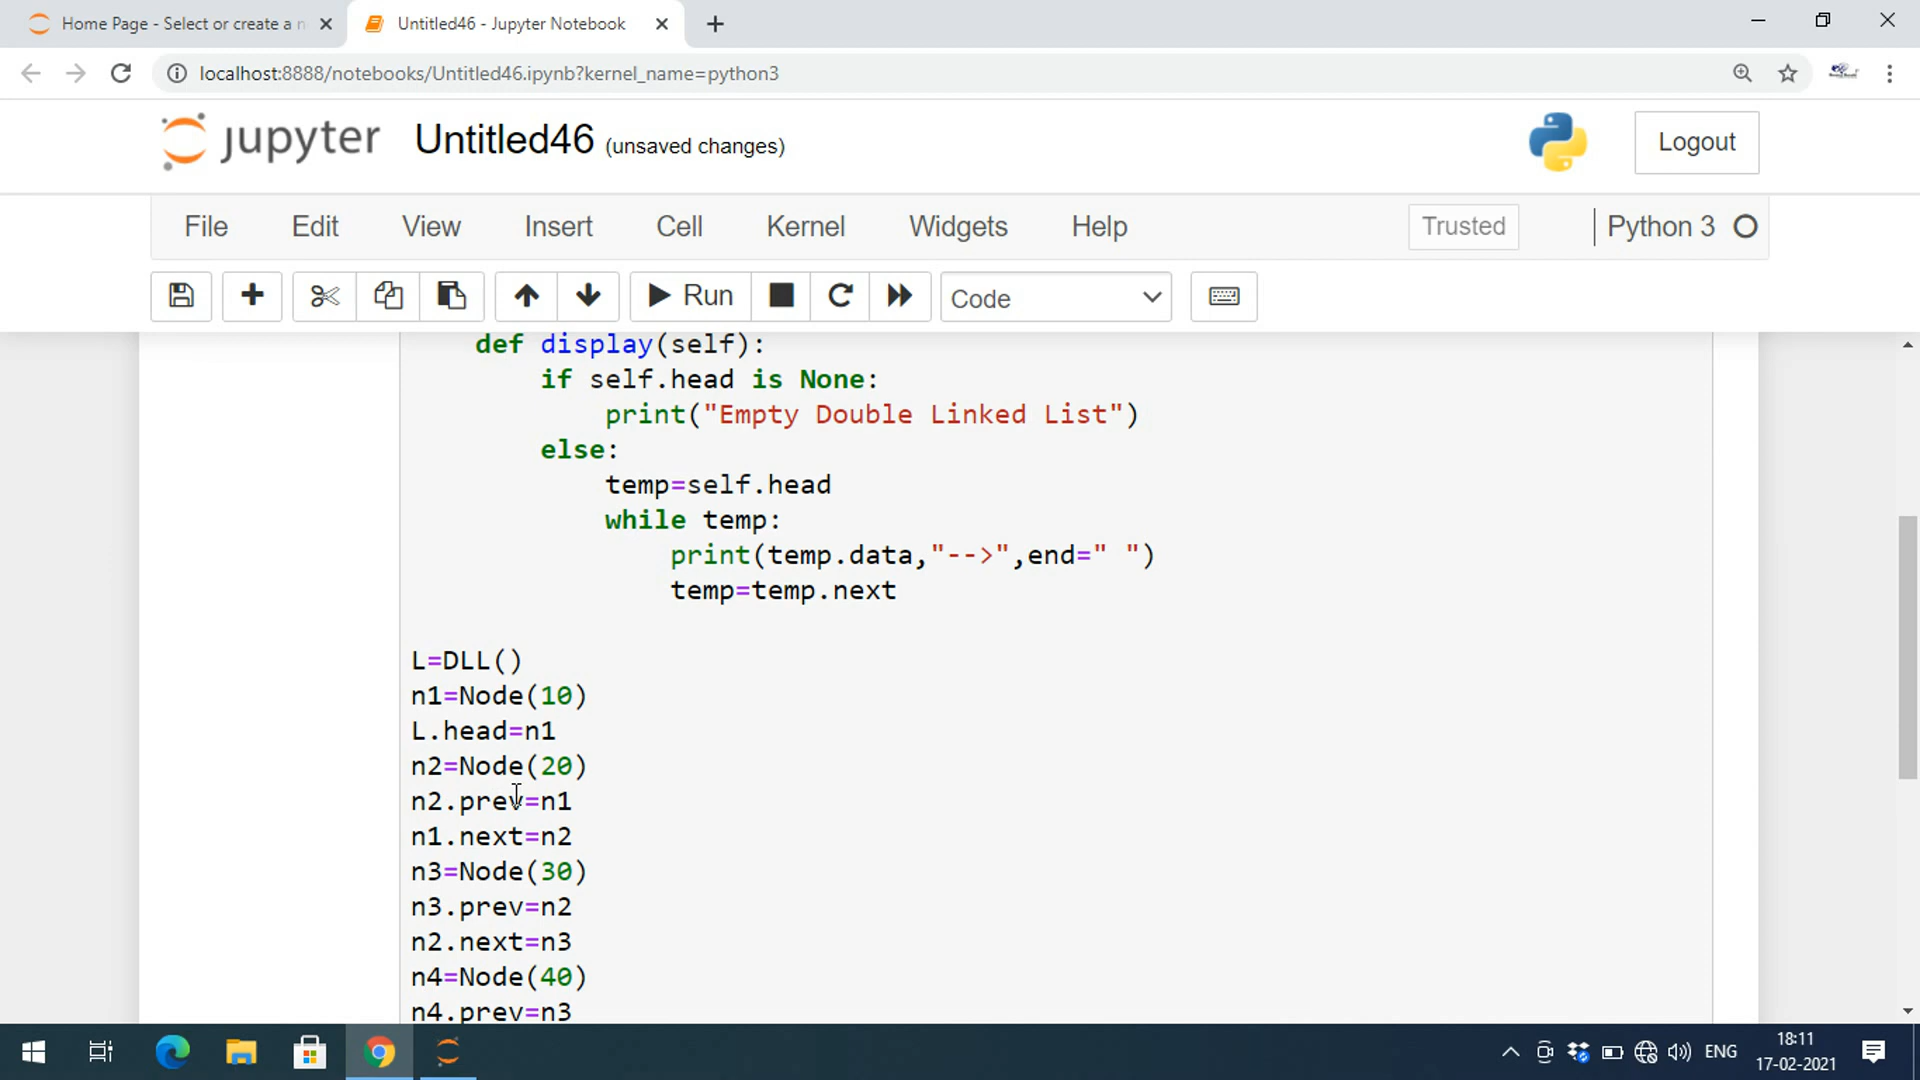 Home Page - Select or create a n
Untitled46 - Jupyter Notebook
localhost:8888/notebooks/Untitled46.ipynb?kernel_name=python3
jupyter Untitled46 (unsaved changes)
Logout
File Edit View Insert Cell Kernel Widgets Help Trusted Python 3
Run Code
def display(self):
if self.head is None:
print("Empty Double Linked List")
else:
temp=self.head
while temp:
print(temp.data,"-->",end=" ")
temp=temp.next
L=DLL()
n1=Node(10)
L.head=n1
n2=Node(20)
n2.prev=n1
n1.next=n2
n3=Node(30)
n3.prev=n2
n2.next=n3
n4=Node(40)
n4.prev=n3
ENG
18:11
17-02-2021